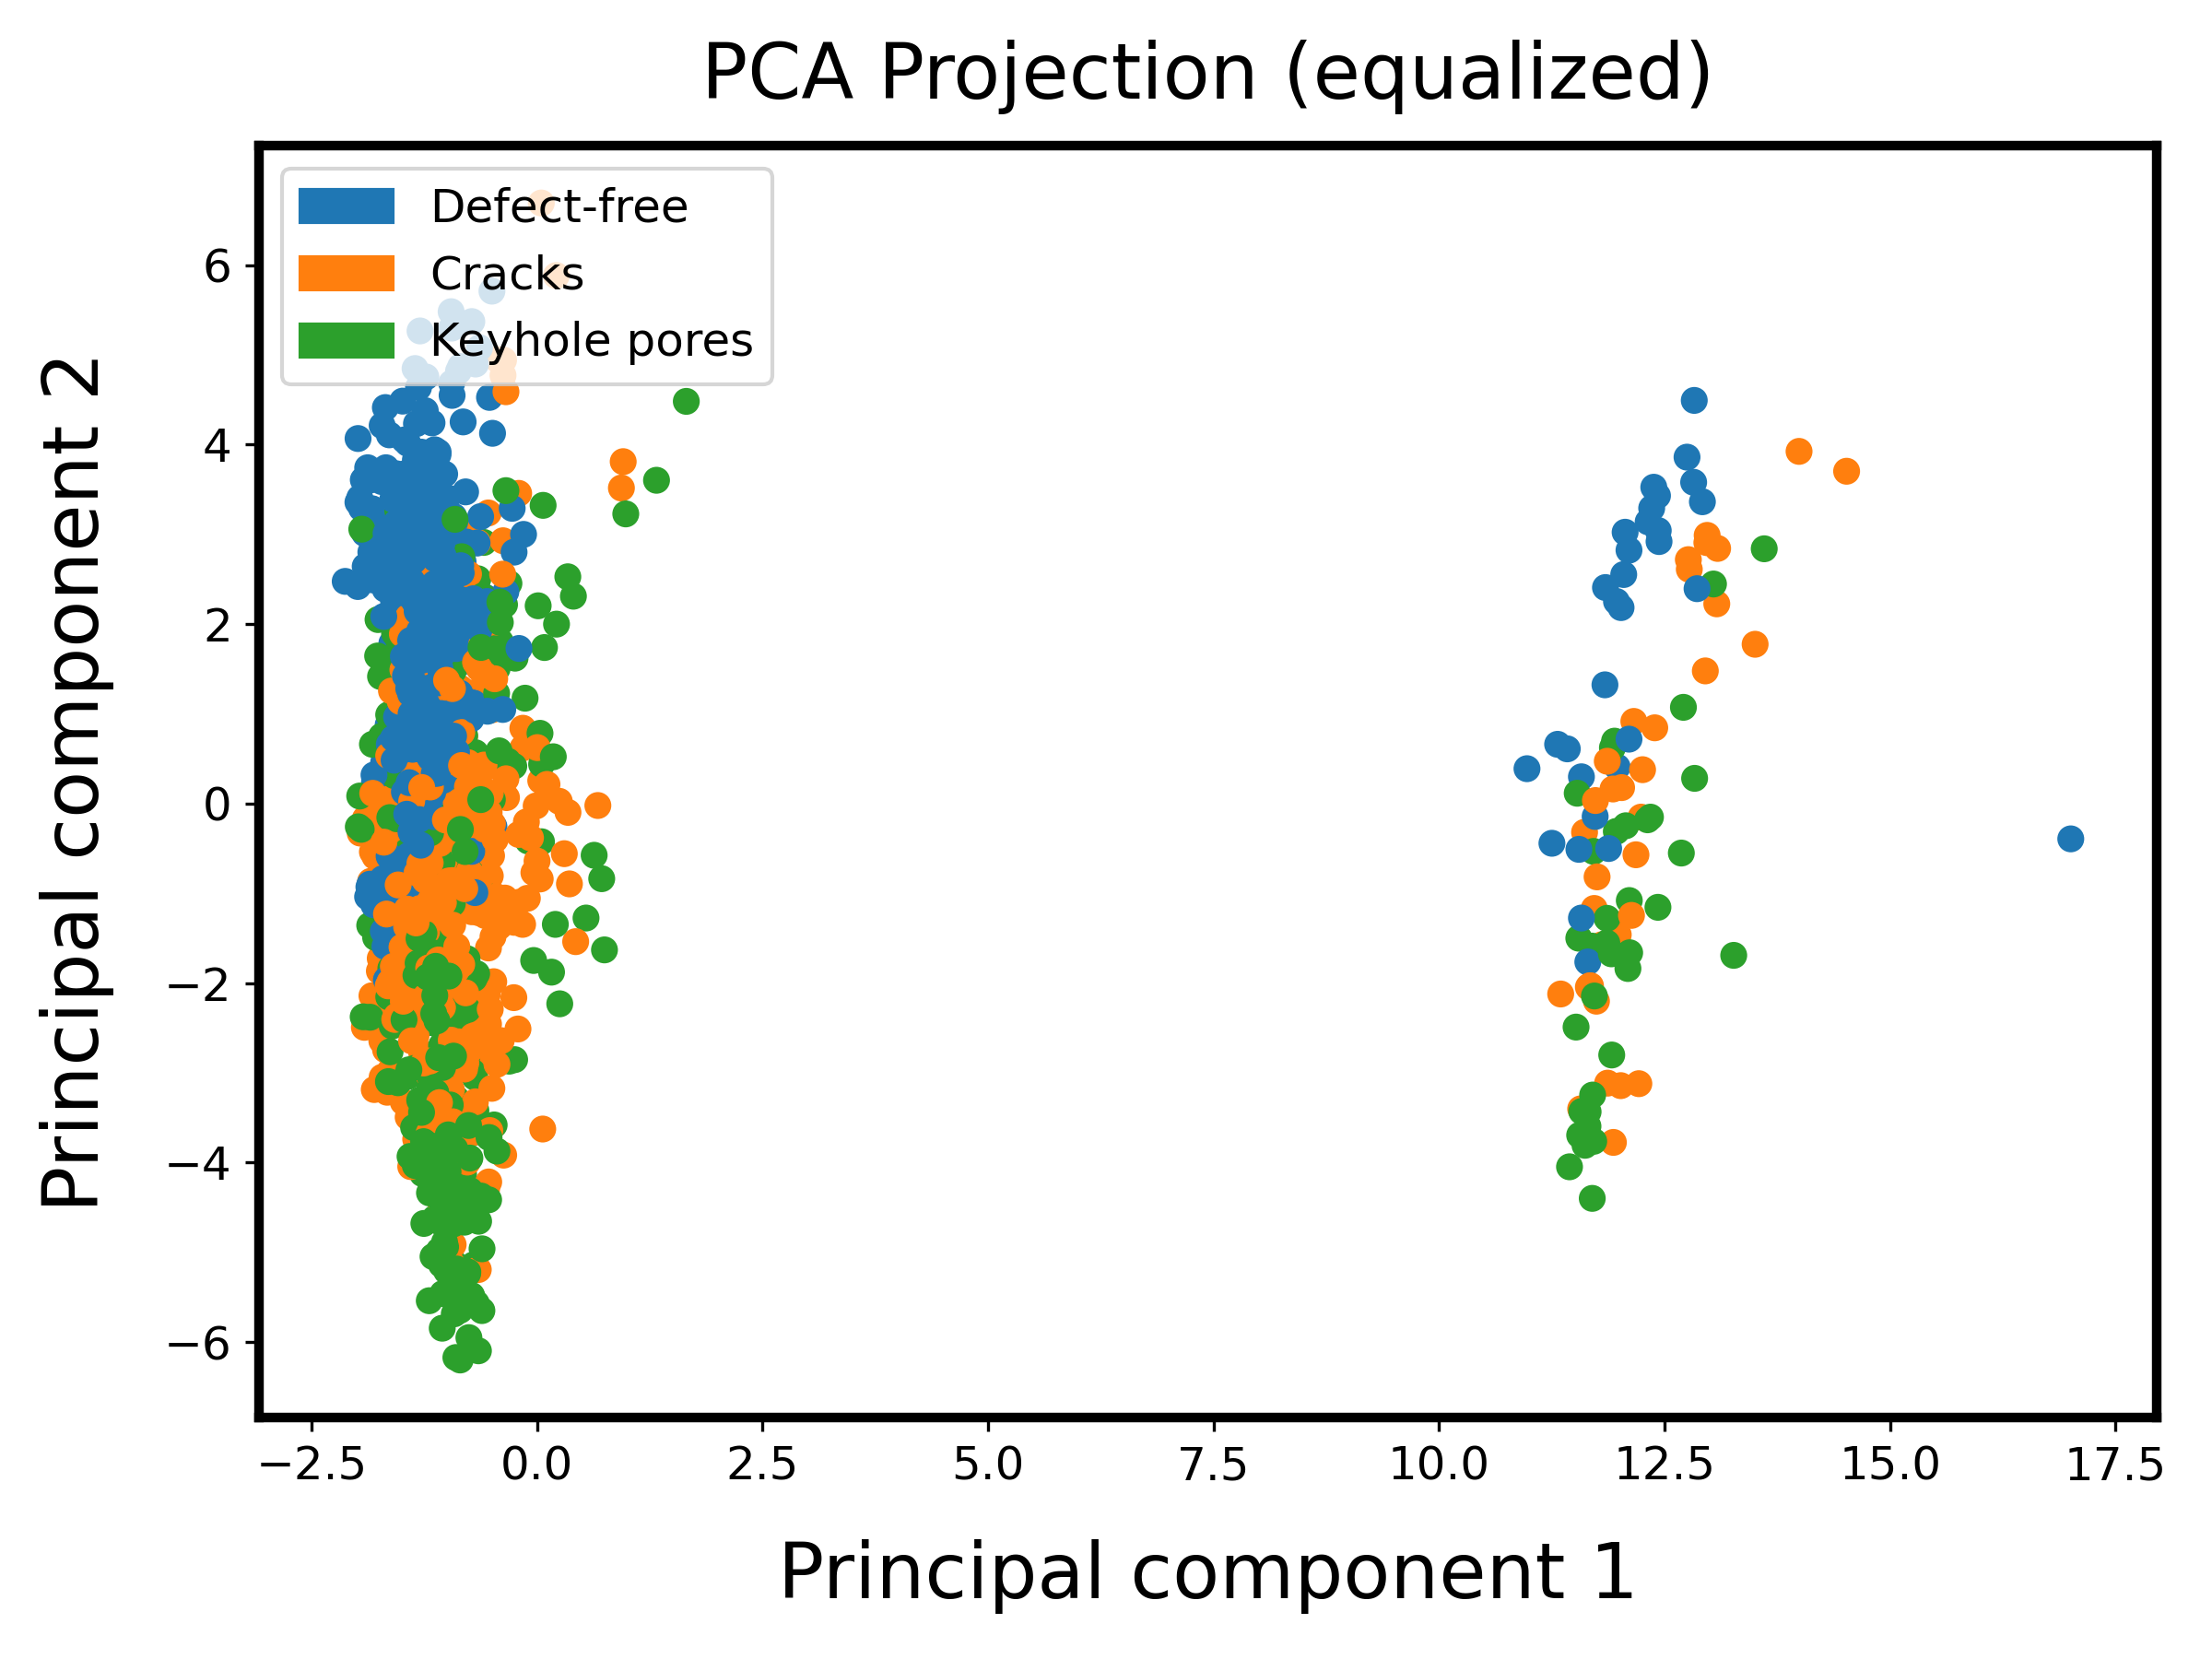 PCA Projection (equalized)
Defect-free
Cracks
Keyhole pores
Principal component 2
6
4
2
0
−2
−4
−6
−2.5 0.0 2.5 5.0 7.5 10.0 12.5 15.0 17.5
Principal component 1